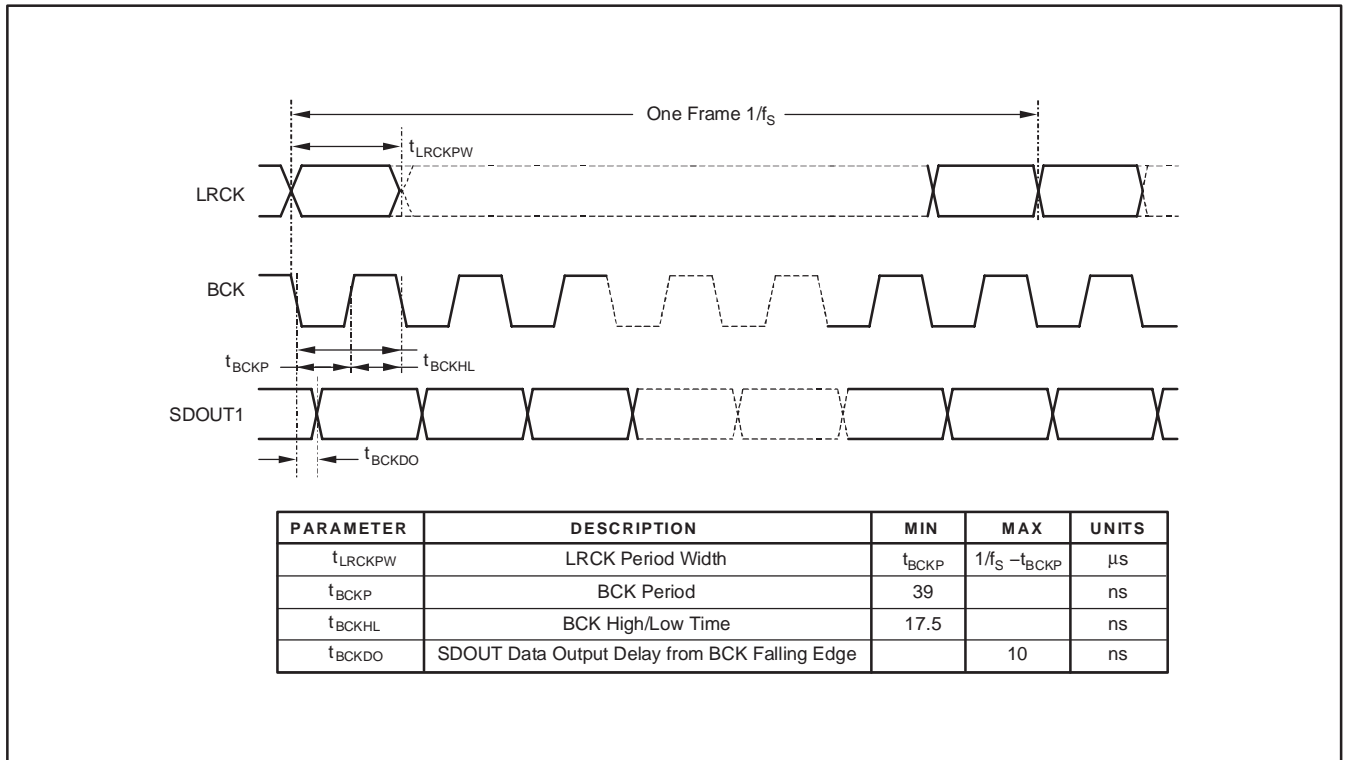 One Frame 1/fS
tLRCKPW
LRCK
BCK
tBCKP
tBCKHL
SDOUT1
tBCKDO
PARAMETER DESCRIPTION MIN MAX UNITS
tLRCKPW LRCK Period Width tBCKP 1/fS −tBCKP μs
tBCKP BCK Period 39 ns
tBCKHL BCK High/Low Time 17.5 ns
tBCKDO SDOUT Data Output Delay from BCK Falling Edge 10 ns